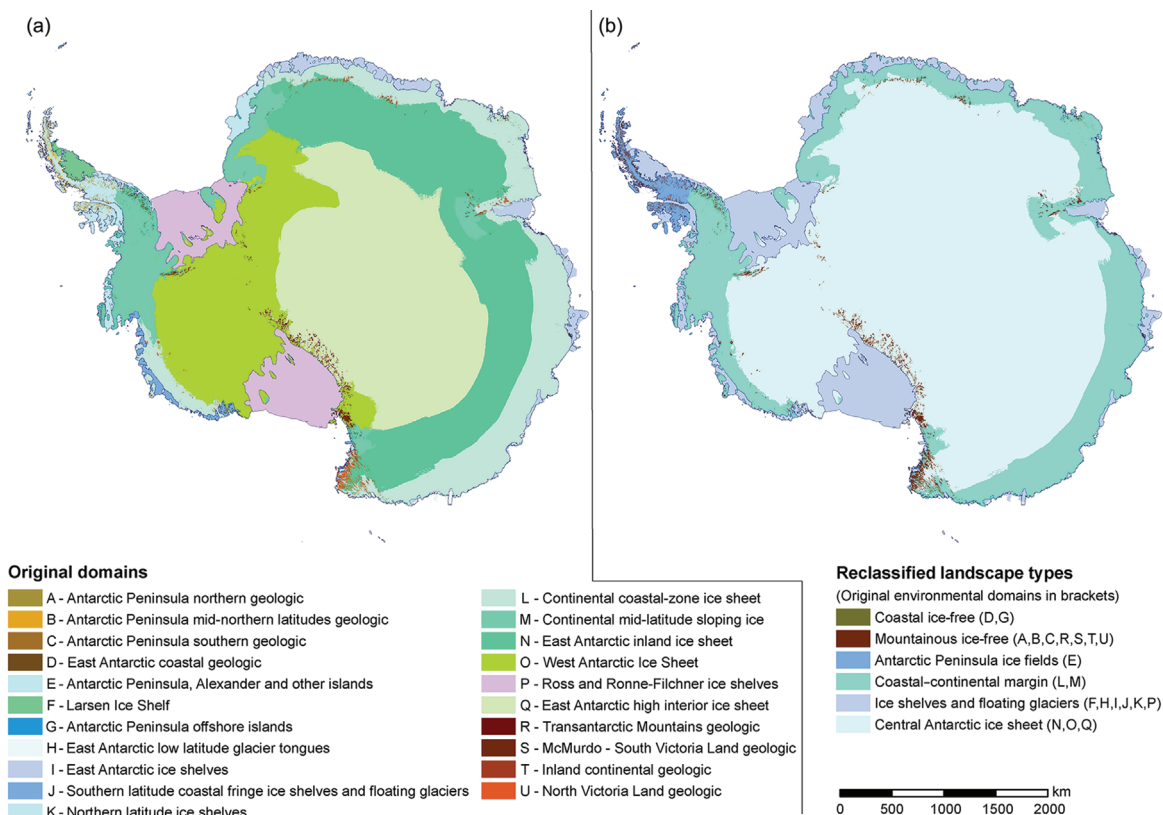 (a)
(b)
Original domains
A - Antarctic Peninsula northern geologic
B - Antarctic Peninsula mid-northern latitudes geologic
C - Antarctic Peninsula southern geologic
D - East Antarctic coastal geologic
E - Antarctic Peninsula, Alexander and other islands
F - Larsen Ice Shelf
G - Antarctic Peninsula offshore islands
H - East Antarctic low latitude glacier tongues
I - East Antarctic ice shelves
J - Southern latitude coastal fringe ice shelves and floating glaciers
K - Northern latitude ice shelves
L - Continental coastal-zone ice sheet
M - Continental mid-latitude sloping ice
N - East Antarctic inland ice sheet
O - West Antarctic Ice Sheet
P - Ross and Ronne-Filchner ice shelves
Q - East Antarctic high interior ice sheet
R - Transantarctic Mountains geologic
S - McMurdo - South Victoria Land geologic
T - Inland continental geologic
U - North Victoria Land geologic
Reclassified landscape types
(Original environmental domains in brackets)
Coastal ice-free (D,G)
Mountainous ice-free (A,B,C,R,S,T,U)
Antarctic Peninsula ice fields (E)
Coastal–continental margin (L,M)
Ice shelves and floating glaciers (F,H,I,J,K,P)
Central Antarctic ice sheet (N,O,Q)
km
0 500 1000 1500 2000